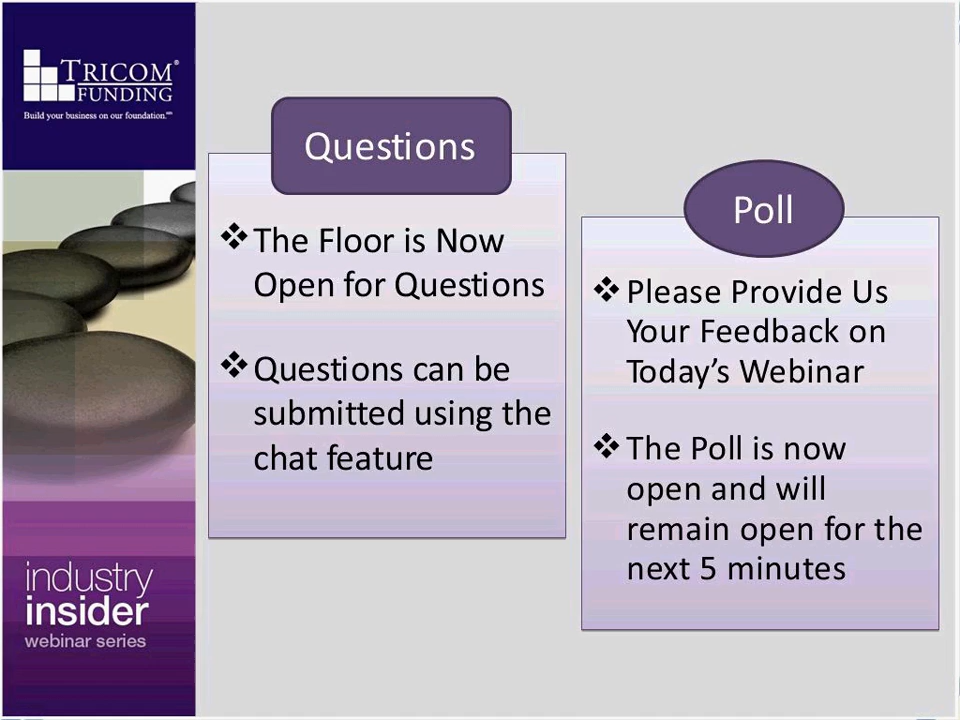 TRICOM®
FUNDING
Build your business on our foundation.℠
Questions
❖ The Floor is Now
Open for Questions
❖ Questions can be
submitted using the
chat feature
Poll
❖ Please Provide Us
Your Feedback on
Today’s Webinar
❖ The Poll is now
open and will
remain open for the
next 5 minutes
industry
insider
webinar series